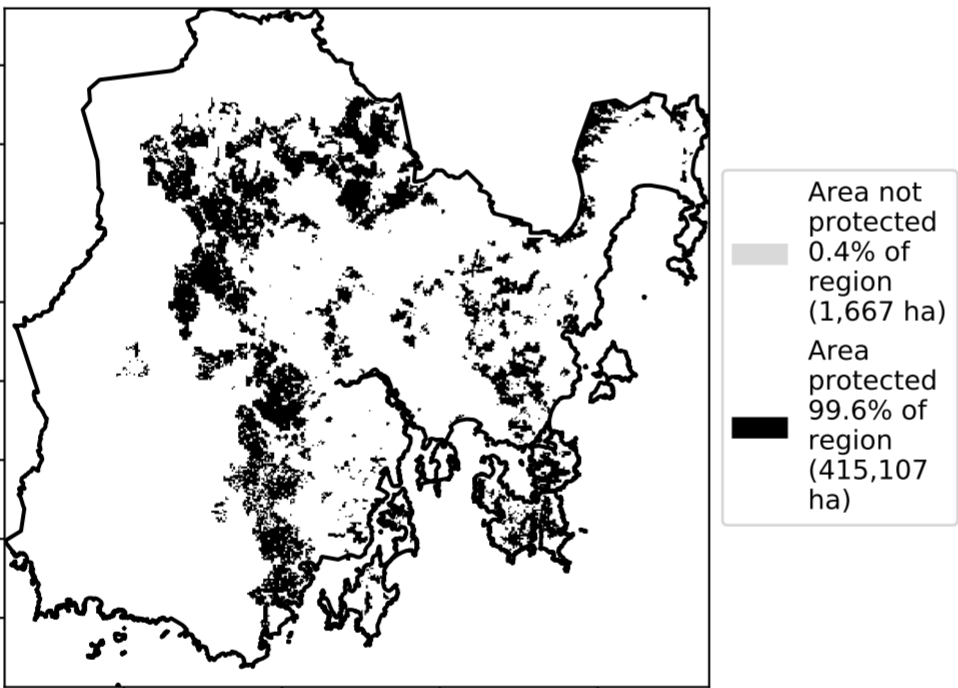 Area not
protected
0.4% of
region
(1,667 ha)
Area
protected
99.6% of
region
(415,107
ha)